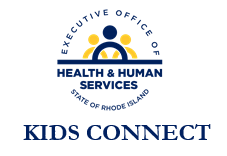 EXECUTIVE OFFICE OF
HEALTH & HUMAN
SERVICES
STATE OF RHODE ISLAND
KIDS CONNECT